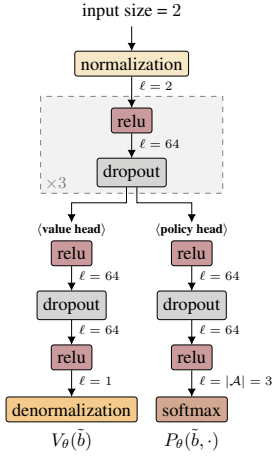 input size = 2
normalization
ℓ = 2
relu
ℓ = 64
dropout
×3
⟨value head⟩ ⟨policy head⟩
relu relu
ℓ = 64 ℓ = 64
dropout dropout
ℓ = 64 ℓ = 64
relu relu
ℓ = 1 ℓ = |𝒜| = 3
denormalization softmax
V_θ(b̃) P_θ(b̃, ·)